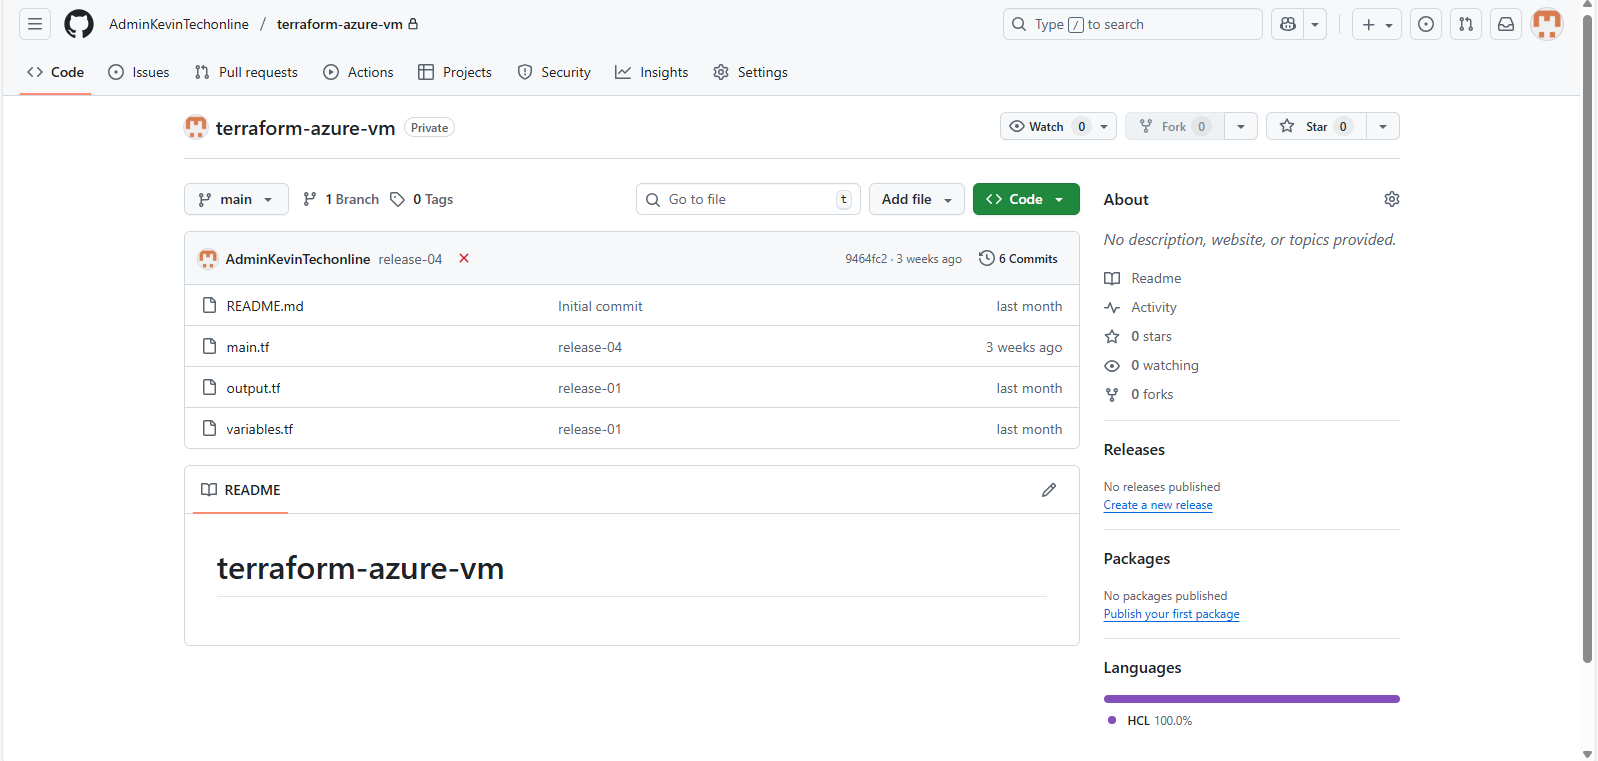 AdminKevinTechonline / terraform-azure-vm
Type / to search
Code Issues Pull requests Actions Projects Security Insights Settings
terraform-azure-vm Private
Watch 0 Fork 0 Star 0
main 1 Branch 0 Tags Go to file t Add file Code
AdminKevinTechonline release-04 9464fc2 · 3 weeks ago 6 Commits
README.md Initial commit last month
main.tf release-04 3 weeks ago
output.tf release-01 last month
variables.tf release-01 last month
README
terraform-azure-vm
About
No description, website, or topics provided.
Readme
Activity
0 stars
0 watching
0 forks
Releases
No releases published
Create a new release
Packages
No packages published
Publish your first package
Languages
HCL 100.0%